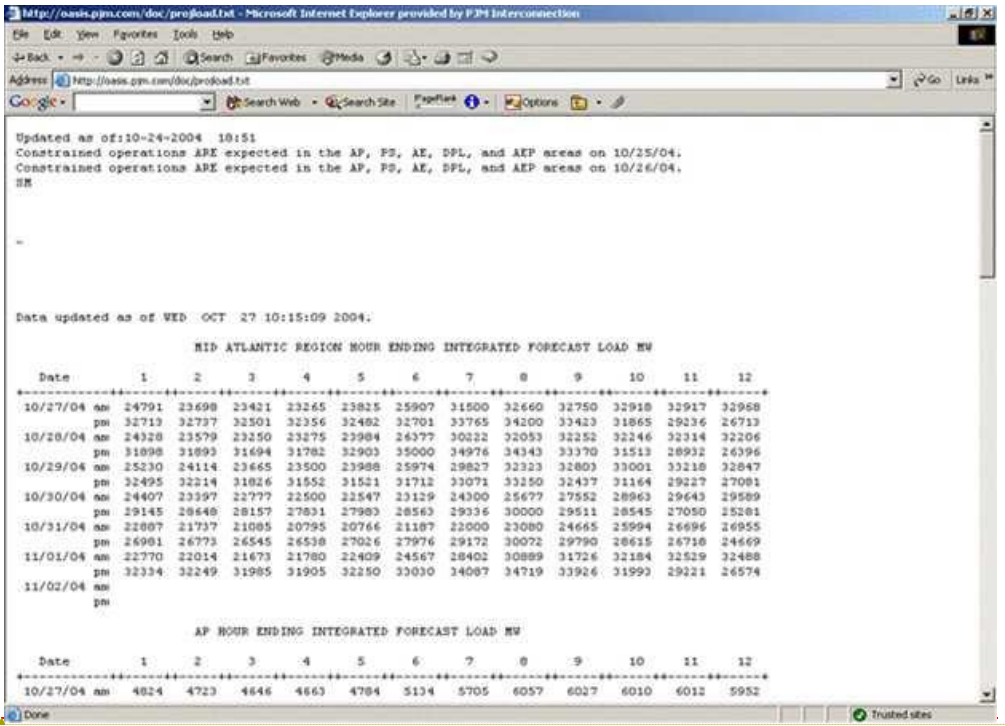 http://oasis.pjm.com/doc/projload.txt - Microsoft Internet Explorer provided by PJM Interconnection
File Edit View Favorites Tools Help
Back Search Favorites Media
Address http://oasis.pjm.com/doc/projload.txt Go Links »
Google Search Web Search Site PageRank Options
Updated as of:10-24-2004 18:51
Constrained operations ARE expected in the AP, PS, AE, DPL, and AEP areas on 10/25/04.
Constrained operations ARE expected in the AP, PS, AE, DPL, and AEP areas on 10/26/04.
SM
~
Data updated as of WED OCT 27 10:15:09 2004.
MID ATLANTIC REGION HOUR ENDING INTEGRATED FORECAST LOAD MW
Date 1 2 3 4 5 6 7 8 9 10 11 12
10/27/04 am 24791 23698 23421 23265 23825 25907 31500 32660 32750 32918 32917 32968
pm 32713 32737 32501 32356 32482 32701 33765 34200 33423 31865 29236 26713
10/28/04 am 24328 23579 23250 23275 23984 26377 30222 32053 32252 32246 32314 32206
pm 31898 31893 31694 31782 32903 35000 34976 34343 33370 31513 28932 26396
10/29/04 am 25230 24114 23665 23500 23988 25974 29827 32323 32803 33001 33218 32847
pm 32495 32214 31826 31552 31521 31712 33071 33250 32437 31164 29227 27081
10/30/04 am 24407 23397 22777 22500 22547 23129 24300 25677 27552 28963 29643 29589
pm 29145 28648 28157 27831 27983 28563 29336 30000 29511 28545 27050 25281
10/31/04 am 22887 21737 21085 20795 20766 21187 22000 23080 24665 25994 26696 26955
pm 26981 26773 26545 26538 27026 27976 29172 30072 29790 28615 26718 24669
11/01/04 am 22770 22014 21673 21780 22409 24567 28402 30889 31726 32184 32529 32488
pm 32334 32249 31985 31905 32250 33030 34087 34719 33926 31993 29221 26574
11/02/04 am
pm
AP HOUR ENDING INTEGRATED FORECAST LOAD MW
Date 1 2 3 4 5 6 7 8 9 10 11 12
10/27/04 am 4824 4723 4646 4663 4784 5134 5705 6057 6027 6010 6012 5952
Done Trusted sites